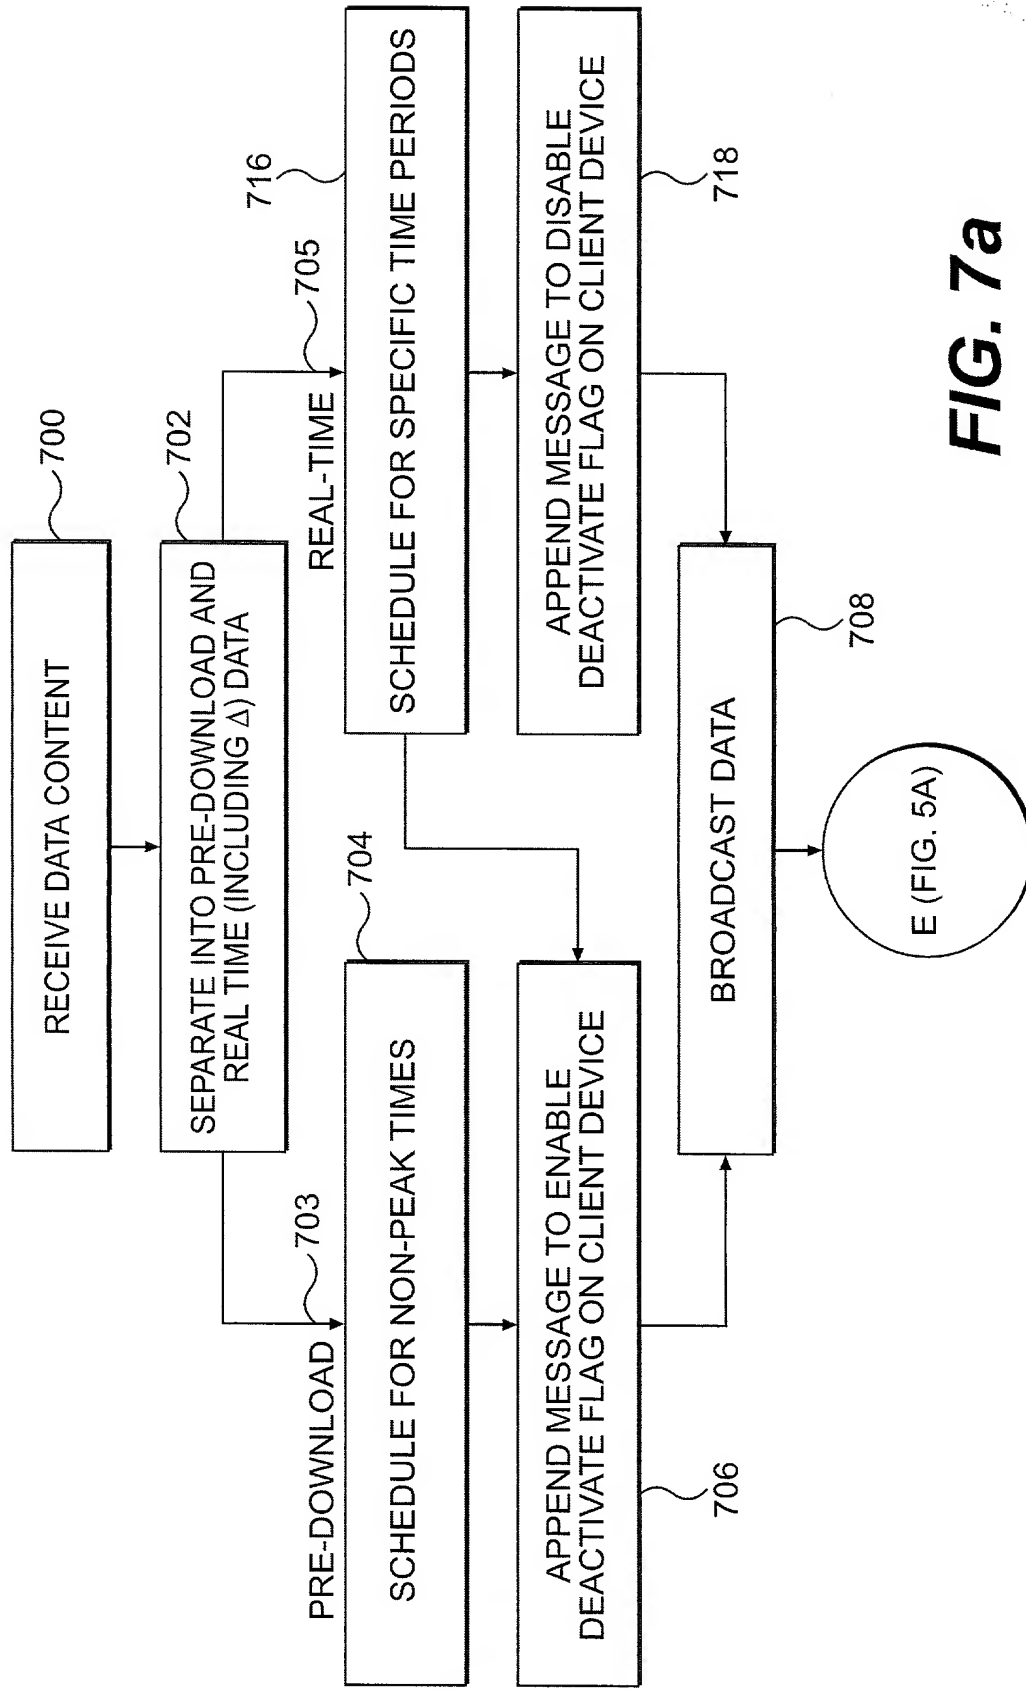 RECEIVE DATA CONTENT
700
SEPARATE INTO PRE-DOWNLOAD AND
REAL TIME (INCLUDING Δ) DATA
702
PRE-DOWNLOAD
703
REAL-TIME
705
SCHEDULE FOR NON-PEAK TIMES
704
SCHEDULE FOR SPECIFIC TIME PERIODS
716
APPEND MESSAGE TO ENABLE
DEACTIVATE FLAG ON CLIENT DEVICE
706
APPEND MESSAGE TO DISABLE
DEACTIVATE FLAG ON CLIENT DEVICE
718
BROADCAST DATA
708
E (FIG. 5A)
FIG. 7a